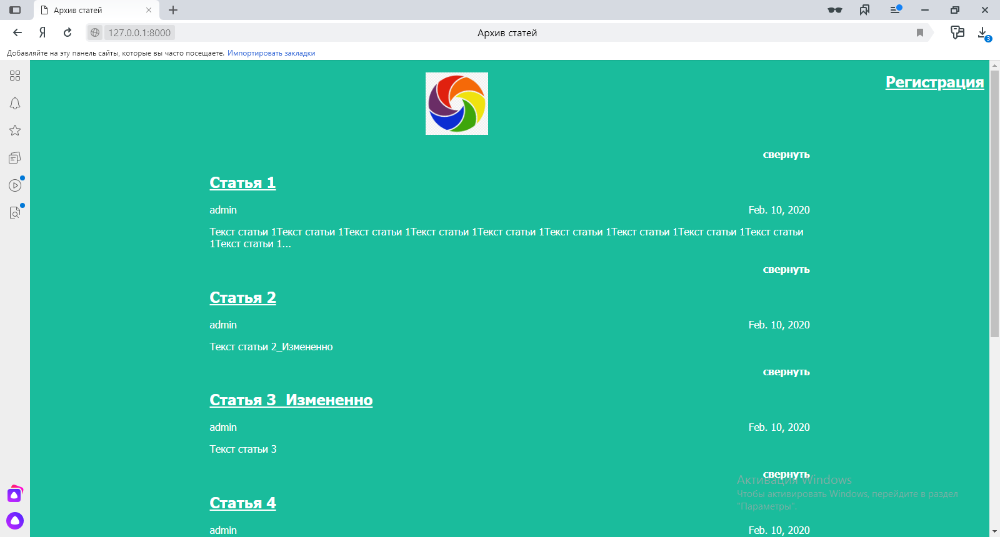 Архив статей
Я
127.0.0.1:8000
Архив статей
3
Добавляйте на эту панель сайты, которые вы часто посещаете. Импортировать закладки
Регистрация
свернуть
Статья 1
admin
Feb. 10, 2020
Текст статьи 1Текст статьи 1Текст статьи 1Текст статьи 1Текст статьи 1Текст статьи 1Текст статьи 1Текст статьи 1Текст статьи
1Текст статьи 1...
свернуть
Статья 2
admin
Feb. 10, 2020
Текст статьи 2_Измененно
свернуть
Статья 3_Измененно
admin
Feb. 10, 2020
Текст статьи 3
свернуть
Активация Windows
Чтобы активировать Windows, перейдите в раздел
"Параметры".
Статья 4
admin
Feb. 10, 2020